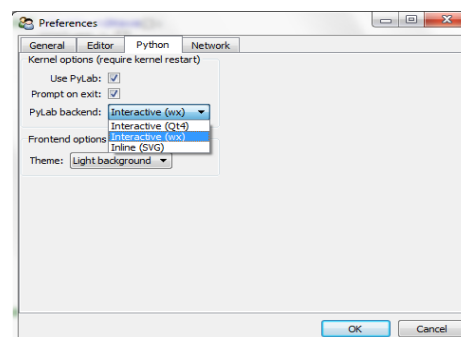 Preferences
General Editor Python Network
Kernel options (require kernel restart)
Use PyLab:
Prompt on exit:
PyLab backend: Interactive (wx)
Interactive (Qt4)
Frontend options Interactive (wx)
Inline (SVG)
Theme: Light background
OK Cancel